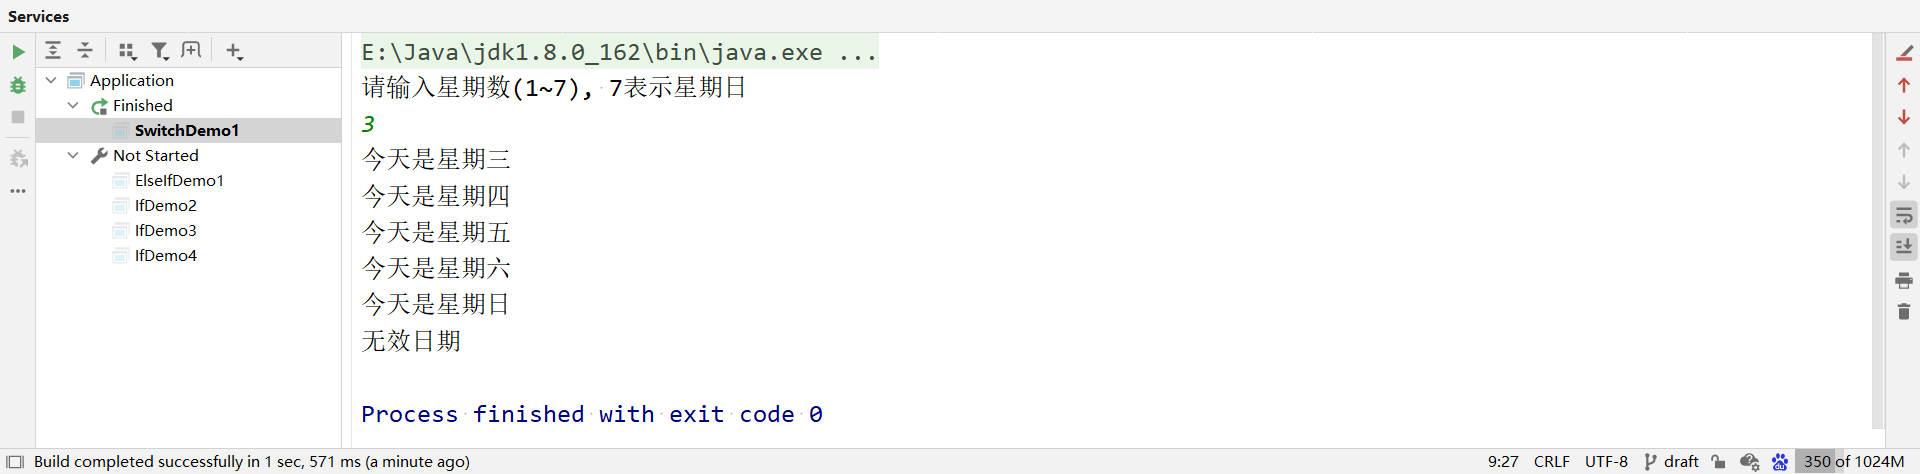 Services
Application
Finished
SwitchDemo1
Not Started
ElseIfDemo1
IfDemo2
IfDemo3
IfDemo4
E:\Java\jdk1.8.0_162\bin\java.exe ...
请输入星期数(1~7), 7表示星期日
3
今天是星期三
今天是星期四
今天是星期五
今天是星期六
今天是星期日
无效日期
Process finished with exit code 0
Build completed successfully in 1 sec, 571 ms (a minute ago)
9:27 CRLF UTF-8 draft du 350 of 1024M